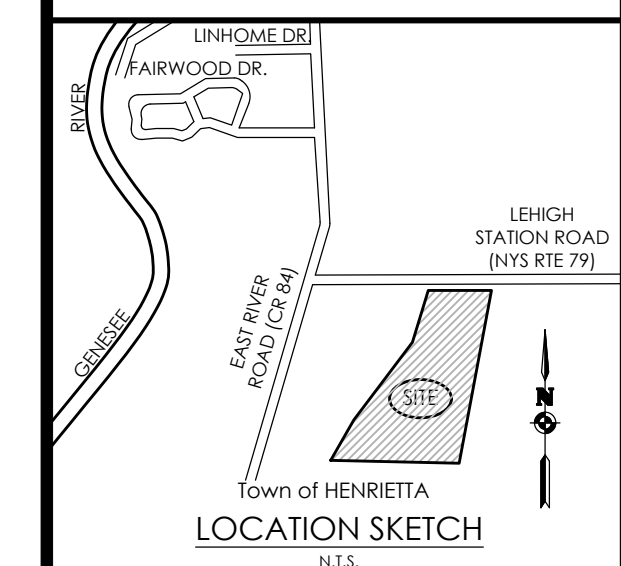 LINHOME DR.
FAIRWOOD DR.
RIVER
LEHIGH
STATION ROAD
(NYS RTE 79)
EAST RIVER
ROAD (CR 84)
GENESEE
SITE
N
Town of HENRIETTA
LOCATION SKETCH
N.T.S.